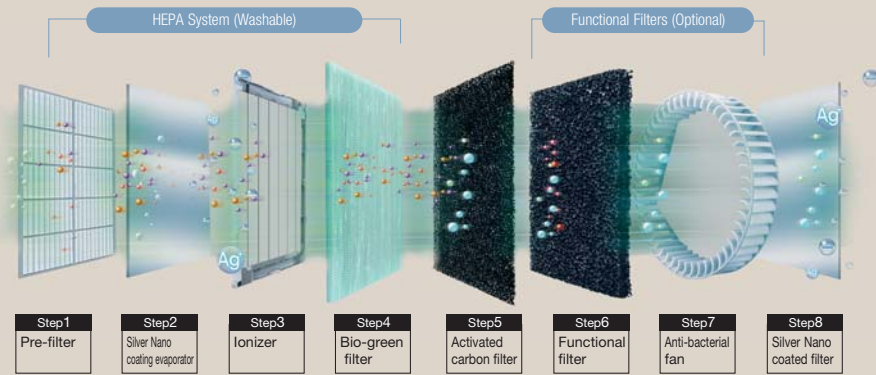 HEPA System (Washable)
Functional Filters (Optional)
Ag+
Ag+
Step1
Pre-filter
Step2
Silver Nano
coating evaporator
Step3
Ionizer
Step4
Bio-green
filter
Step5
Activated
carbon filter
Step6
Functional
filter
Step7
Anti-bacterial
fan
Step8
Silver Nano
coated filter